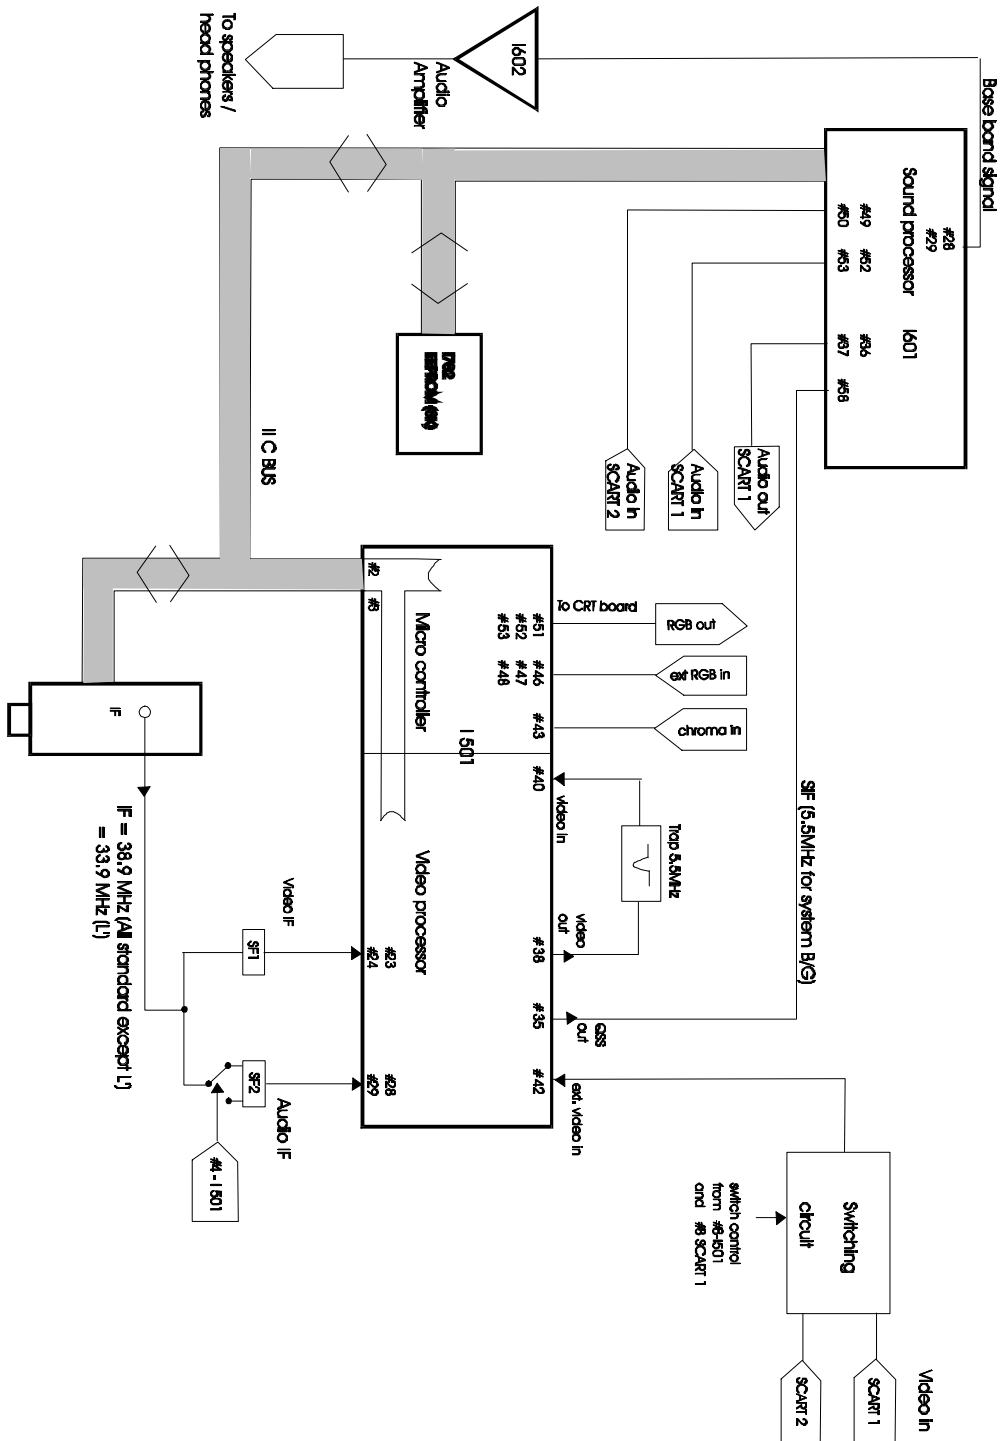 Base band signal
I602
Audio
Amplifier
To speakers /
head phones
Sound processor I601
#28
#29
#49
#50
#52
#53
#36
#37
#58
Audio in
SCART 2
Audio in
SCART 1
Audio out
SCART 1
EEPROM (8K)
II C BUS
SIF (5.5MHz for system B/G)
#2
#3
Micro controller
I 501
Video processor
#51
#52
#53
#46
#47
#48
#43
#40
#38
#35
#42
#23
#24
#28
#29
To CRT board
RGB out
ext RGB in
chroma in
video in
Trap 5.5MHz
video
out
QSS
out
ext. video in
IF
IF = 38.9 MHz (All standard except L')
= 33.9 MHz (L')
Video IF
SF1
SF2
Audio IF
#4 - I 501
Switching
circuit
switch control
from #6-I501
and #8 SCART 1
Video in
SCART 1
SCART 2